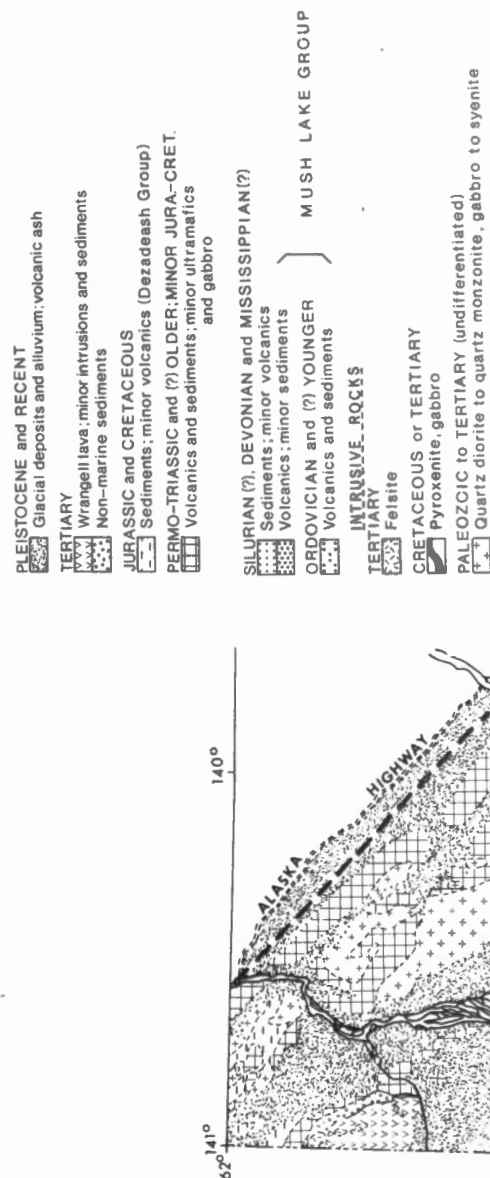 PLEISTOCENE and RECENT
Glacial deposits and alluvium; volcanic ash
TERTIARY
Wrangell lava; minor intrusions and sediments
Non-marine sediments
JURASSIC and CRETACEOUS
Sediments; minor volcanics (Dezadeash Group)
PERMO-TRIASSIC and (?) OLDER; MINOR JURA.-CRET.
Volcanics and sediments; minor ultramafics
and gabbro
SILURIAN (?), DEVONIAN and MISSISSIPPIAN (?)
Sediments; minor volcanics
Volcanics; minor sediments
ORDOVICIAN and (?) YOUNGER
Volcanics and sediments
MUSH LAKE GROUP
INTRUSIVE ROCKS
TERTIARY
Felsite
CRETACEOUS or TERTIARY
Pyroxenite, gabbro
PALEOZCIC to TERTIARY (undifferentiated)
Quartz diorite to quartz monzonite, gabbro to syenite
62°
141°
140°
ALASKA
HIGHWAY